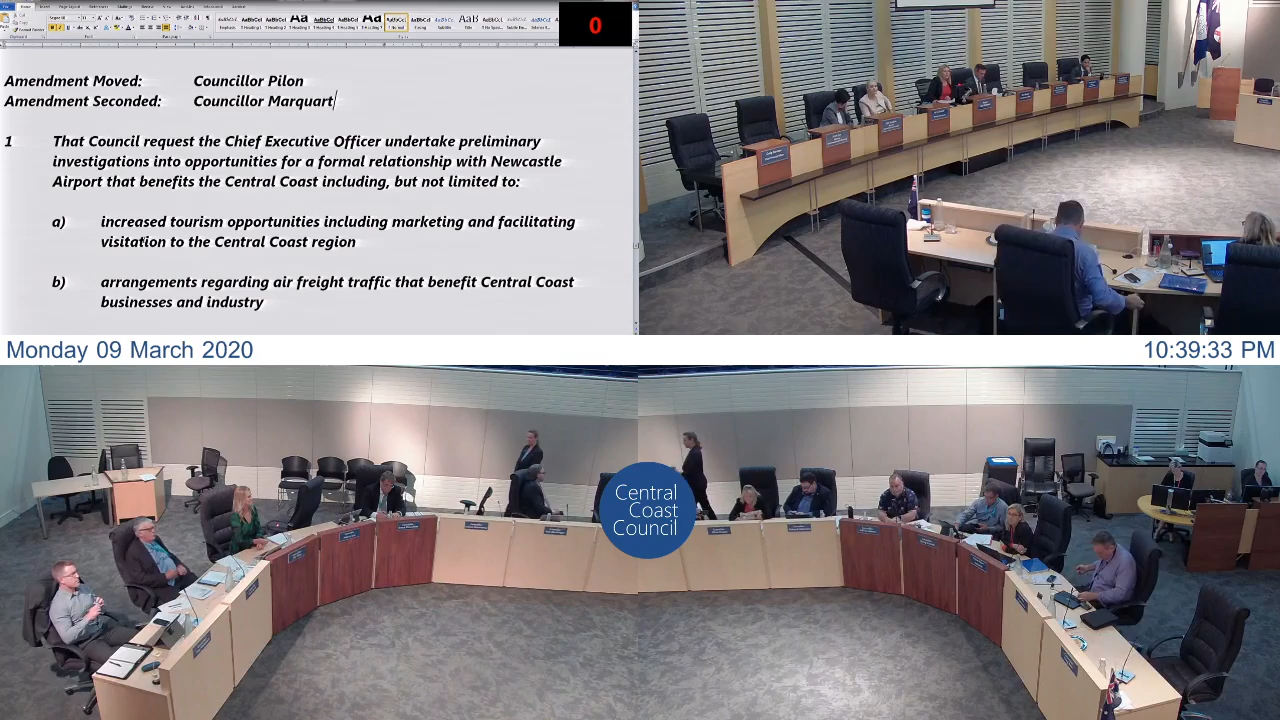 0
Amendment Moved: Councillor Pilon
Amendment Seconded: Councillor Marquart
1 That Council request the Chief Executive Officer undertake preliminary
investigations into opportunities for a formal relationship with Newcastle
Airport that benefits the Central Coast including, but not limited to:
a) increased tourism opportunities including marketing and facilitating
visitation to the Central Coast region
b) arrangements regarding air freight traffic that benefit Central Coast
businesses and industry
Monday 09 March 2020
10:39:33 PM
Central
Coast
Council